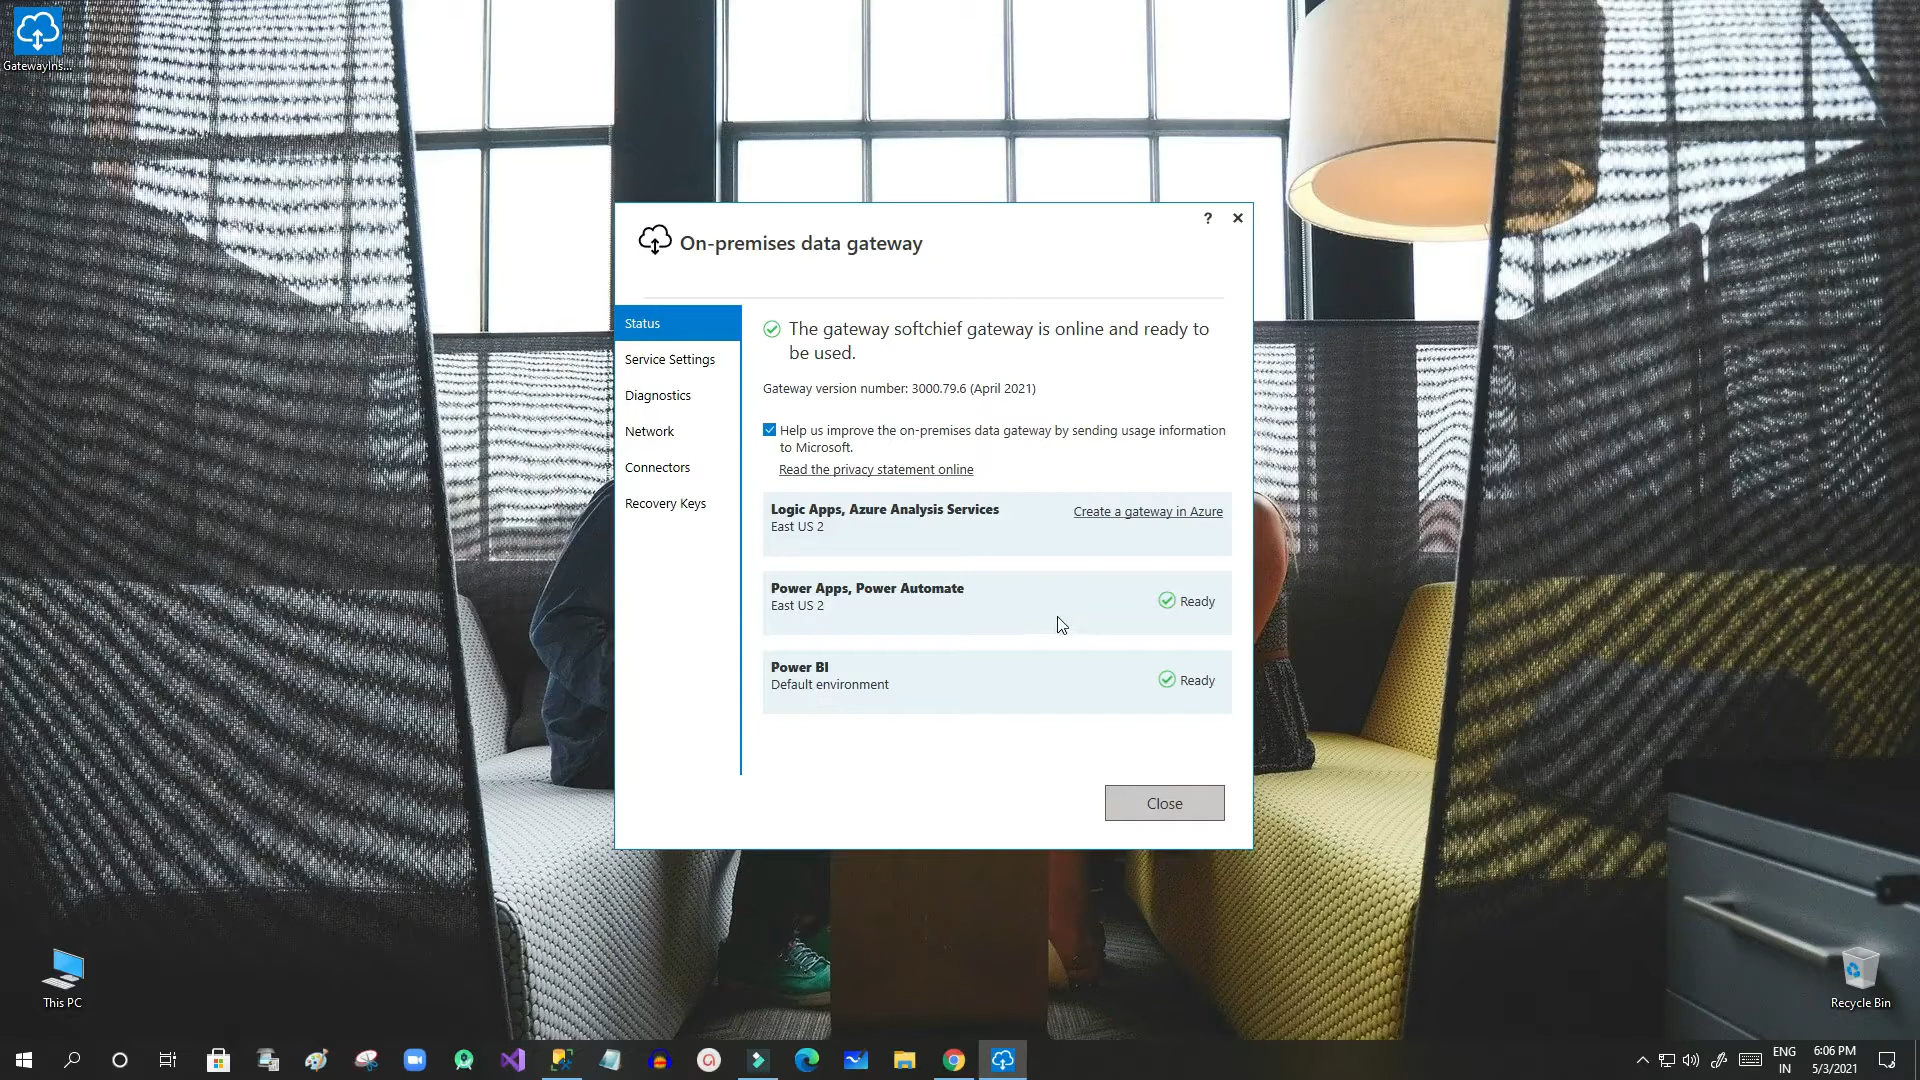 GatewayIns...
? ×
On-premises data gateway
Status
Service Settings
Diagnostics
Network
Connectors
Recovery Keys
The gateway softchief gateway is online and ready to
be used.
Gateway version number: 3000.79.6 (April 2021)
Help us improve the on-premises data gateway by sending usage information
to Microsoft.
Read the privacy statement online
Logic Apps, Azure Analysis Services
East US 2
Create a gateway in Azure
Power Apps, Power Automate
East US 2
Ready
Power BI
Default environment
Ready
Close
This PC
Recycle Bin
ENG
IN
6:06 PM
5/3/2021